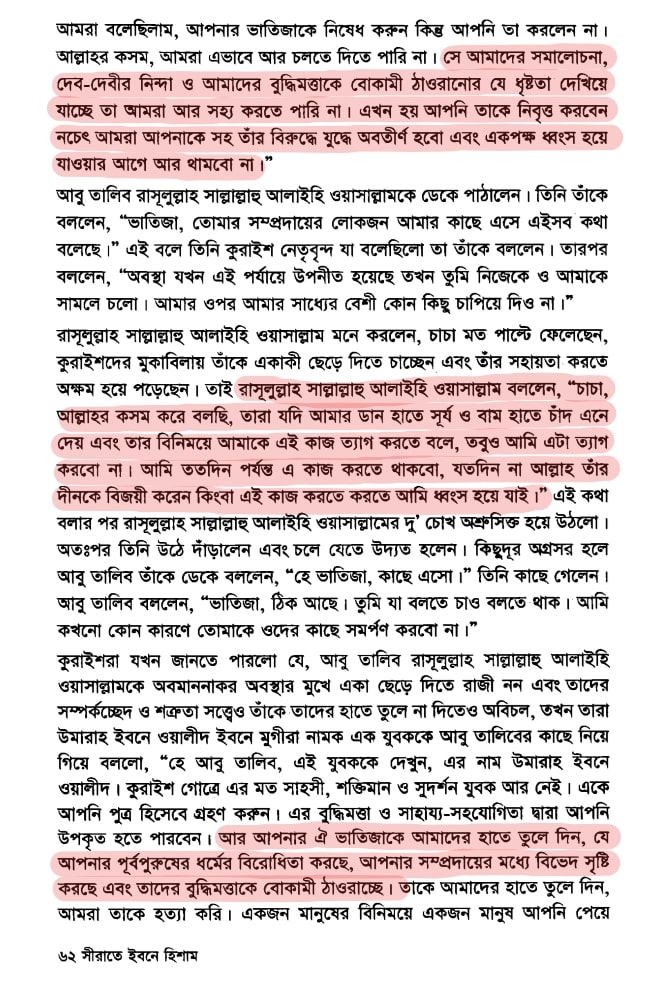 আমরা বলেছিলাম, আপনার ভাতিজাকে নিষেধ করুন কিন্তু আপনি তা করলেন না।
আল্লাহর কসম, আমরা এভাবে আর চলতে দিতে পারি না। সে আমাদের সমালোচনা,
দেব-দেবীর নিন্দা ও আমাদের বুদ্ধিমত্তাকে বোকামী ঠাওরানোর যে ধৃষ্টতা দেখিয়ে
যাচ্ছে তা আমরা আর সহ্য করতে পারি না। এখন হয় আপনি তাকে নিবৃত্ত করবেন
নচেৎ আমরা আপনাকে সহ তাঁর বিরুদ্ধে যুদ্ধে অবতীর্ণ হবো এবং একপক্ষ ধ্বংস হয়ে
যাওয়ার আগে আর থামবো না।”
আবু তালিব রাসূলুল্লাহ সাল্লাল্লাহু আলাইহি ওয়াসাল্লামকে ডেকে পাঠালেন। তিনি তাঁকে
বললেন, “ভাতিজা, তোমার সম্প্রদায়ের লোকজন আমার কাছে এসে এইসব কথা
বলেছে।” এই বলে তিনি কুরাইশ নেতৃবৃন্দ যা বলেছিলো তা তাঁকে বললেন। তারপর
বললেন, “অবস্থা যখন এই পর্যায়ে উপনীত হয়েছে তখন তুমি নিজেকে ও আমাকে
সামলে চলো। আমার ওপর আমার সাধ্যের বেশী কোন কিছু চাপিয়ে দিও না।”
রাসূলুল্লাহ সাল্লাল্লাহু আলাইহি ওয়াসাল্লাম মনে করলেন, চাচা মত পাল্টে ফেলেছেন,
কুরাইশদের মুকাবিলায় তাঁকে একাকী ছেড়ে দিতে চাচ্ছেন এবং তাঁর সহায়তা করতে
অক্ষম হয়ে পড়েছেন। তাই রাসূলুল্লাহ সাল্লাল্লাহু আলাইহি ওয়াসাল্লাম বললেন, “চাচা,
আল্লাহর কসম করে বলছি, তারা যদি আমার ডান হাতে সূর্য ও বাম হাতে চাঁদ এনে
দেয় এবং তার বিনিময়ে আমাকে এই কাজ ত্যাগ করতে বলে, তবুও আমি এটা ত্যাগ
করবো না। আমি ততদিন পর্যন্ত এ কাজ করতে থাকবো, যতদিন না আল্লাহ তাঁর
দীনকে বিজয়ী করেন কিংবা এই কাজ করতে করতে আমি ধ্বংস হয়ে যাই।” এই কথা
বলার পর রাসূলুল্লাহ সাল্লাল্লাহু আলাইহি ওয়াসাল্লামের দু’ চোখ অশ্রুসিক্ত হয়ে উঠলো।
অতঃপর তিনি উঠে দাঁড়ালেন এবং চলে যেতে উদ্যত হলেন। কিছুদূর অগ্রসর হলে
আবু তালিব তাঁকে ডেকে বললেন, “হে ভাতিজা, কাছে এসো।” তিনি কাছে গেলেন।
আবু তালিব বললেন, “ভাতিজা, ঠিক আছে। তুমি যা বলতে চাও বলতে থাক। আমি
কখনো কোন কারণে তোমাকে ওদের কাছে সমর্পণ করবো না।”
কুরাইশরা যখন জানতে পারলো যে, আবু তালিব রাসূলুল্লাহ সাল্লাল্লাহু আলাইহি
ওয়াসাল্লামকে অবমাননাকর অবস্থার মুখে একা ছেড়ে দিতে রাজী নন এবং তাদের
সম্পর্কচ্ছেদ ও শত্রুতা সত্ত্বেও তাঁকে তাদের হাতে তুলে না দিতেও অবিচল, তখন তারা
উমারাহ ইবনে ওয়ালীদ ইবনে মুগীরা নামক এক যুবককে আবু তালিবের কাছে নিয়ে
গিয়ে বললো, “হে আবু তালিব, এই যুবককে দেখুন, এর নাম উমারাহ ইবনে
ওয়ালীদ। কুরাইশ গোত্রে এর মত সাহসী, শক্তিমান ও সুদর্শন যুবক আর নেই। একে
আপনি পুত্র হিসেবে গ্রহণ করুন। এর বুদ্ধিমত্তা ও সাহায্য-সহযোগিতা দ্বারা আপনি
উপকৃত হতে পারবেন। আর আপনার ঐ ভাতিজাকে আমাদের হাতে তুলে দিন, যে
আপনার পূর্বপুরুষের ধর্মের বিরোধিতা করছে, আপনার সম্প্রদায়ের মধ্যে বিভেদ সৃষ্টি
করছে এবং তাদের বুদ্ধিমত্তাকে বোকামী ঠাওরাচ্ছে। তাকে আমাদের হাতে তুলে দিন,
আমরা তাকে হত্যা করি। একজন মানুষের বিনিময়ে একজন মানুষ আপনি পেয়ে
৬২ সীরাতে ইবনে হিশাম